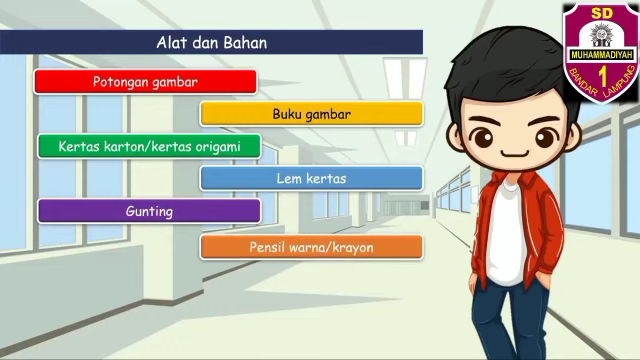 Alat dan Bahan
Potongan gambar
Buku gambar
Kertas karton/kertas origami
Lem kertas
Gunting
Pensil warna/krayon
SD
MUHAMMADIYAH
1
BANDAR LAMPUNG